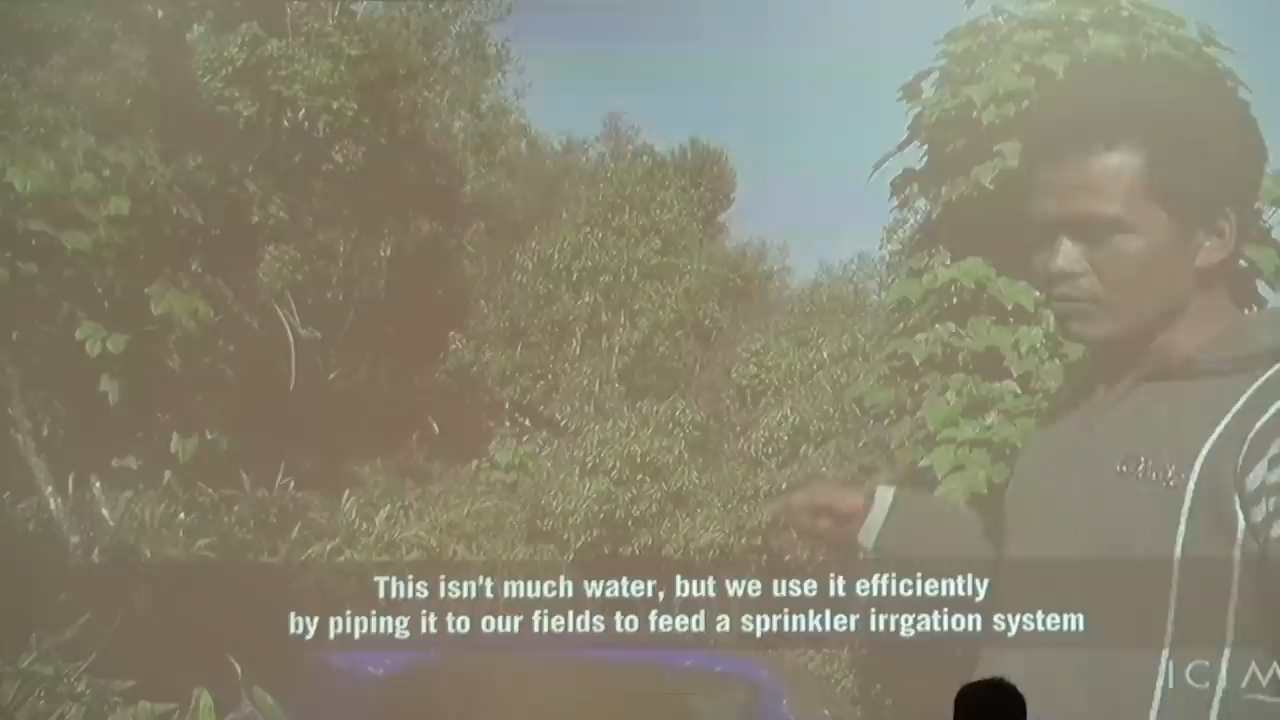 This isn't much water, but we use it efficiently
by piping it to our fields to feed a sprinkler irrgation system
ICIM